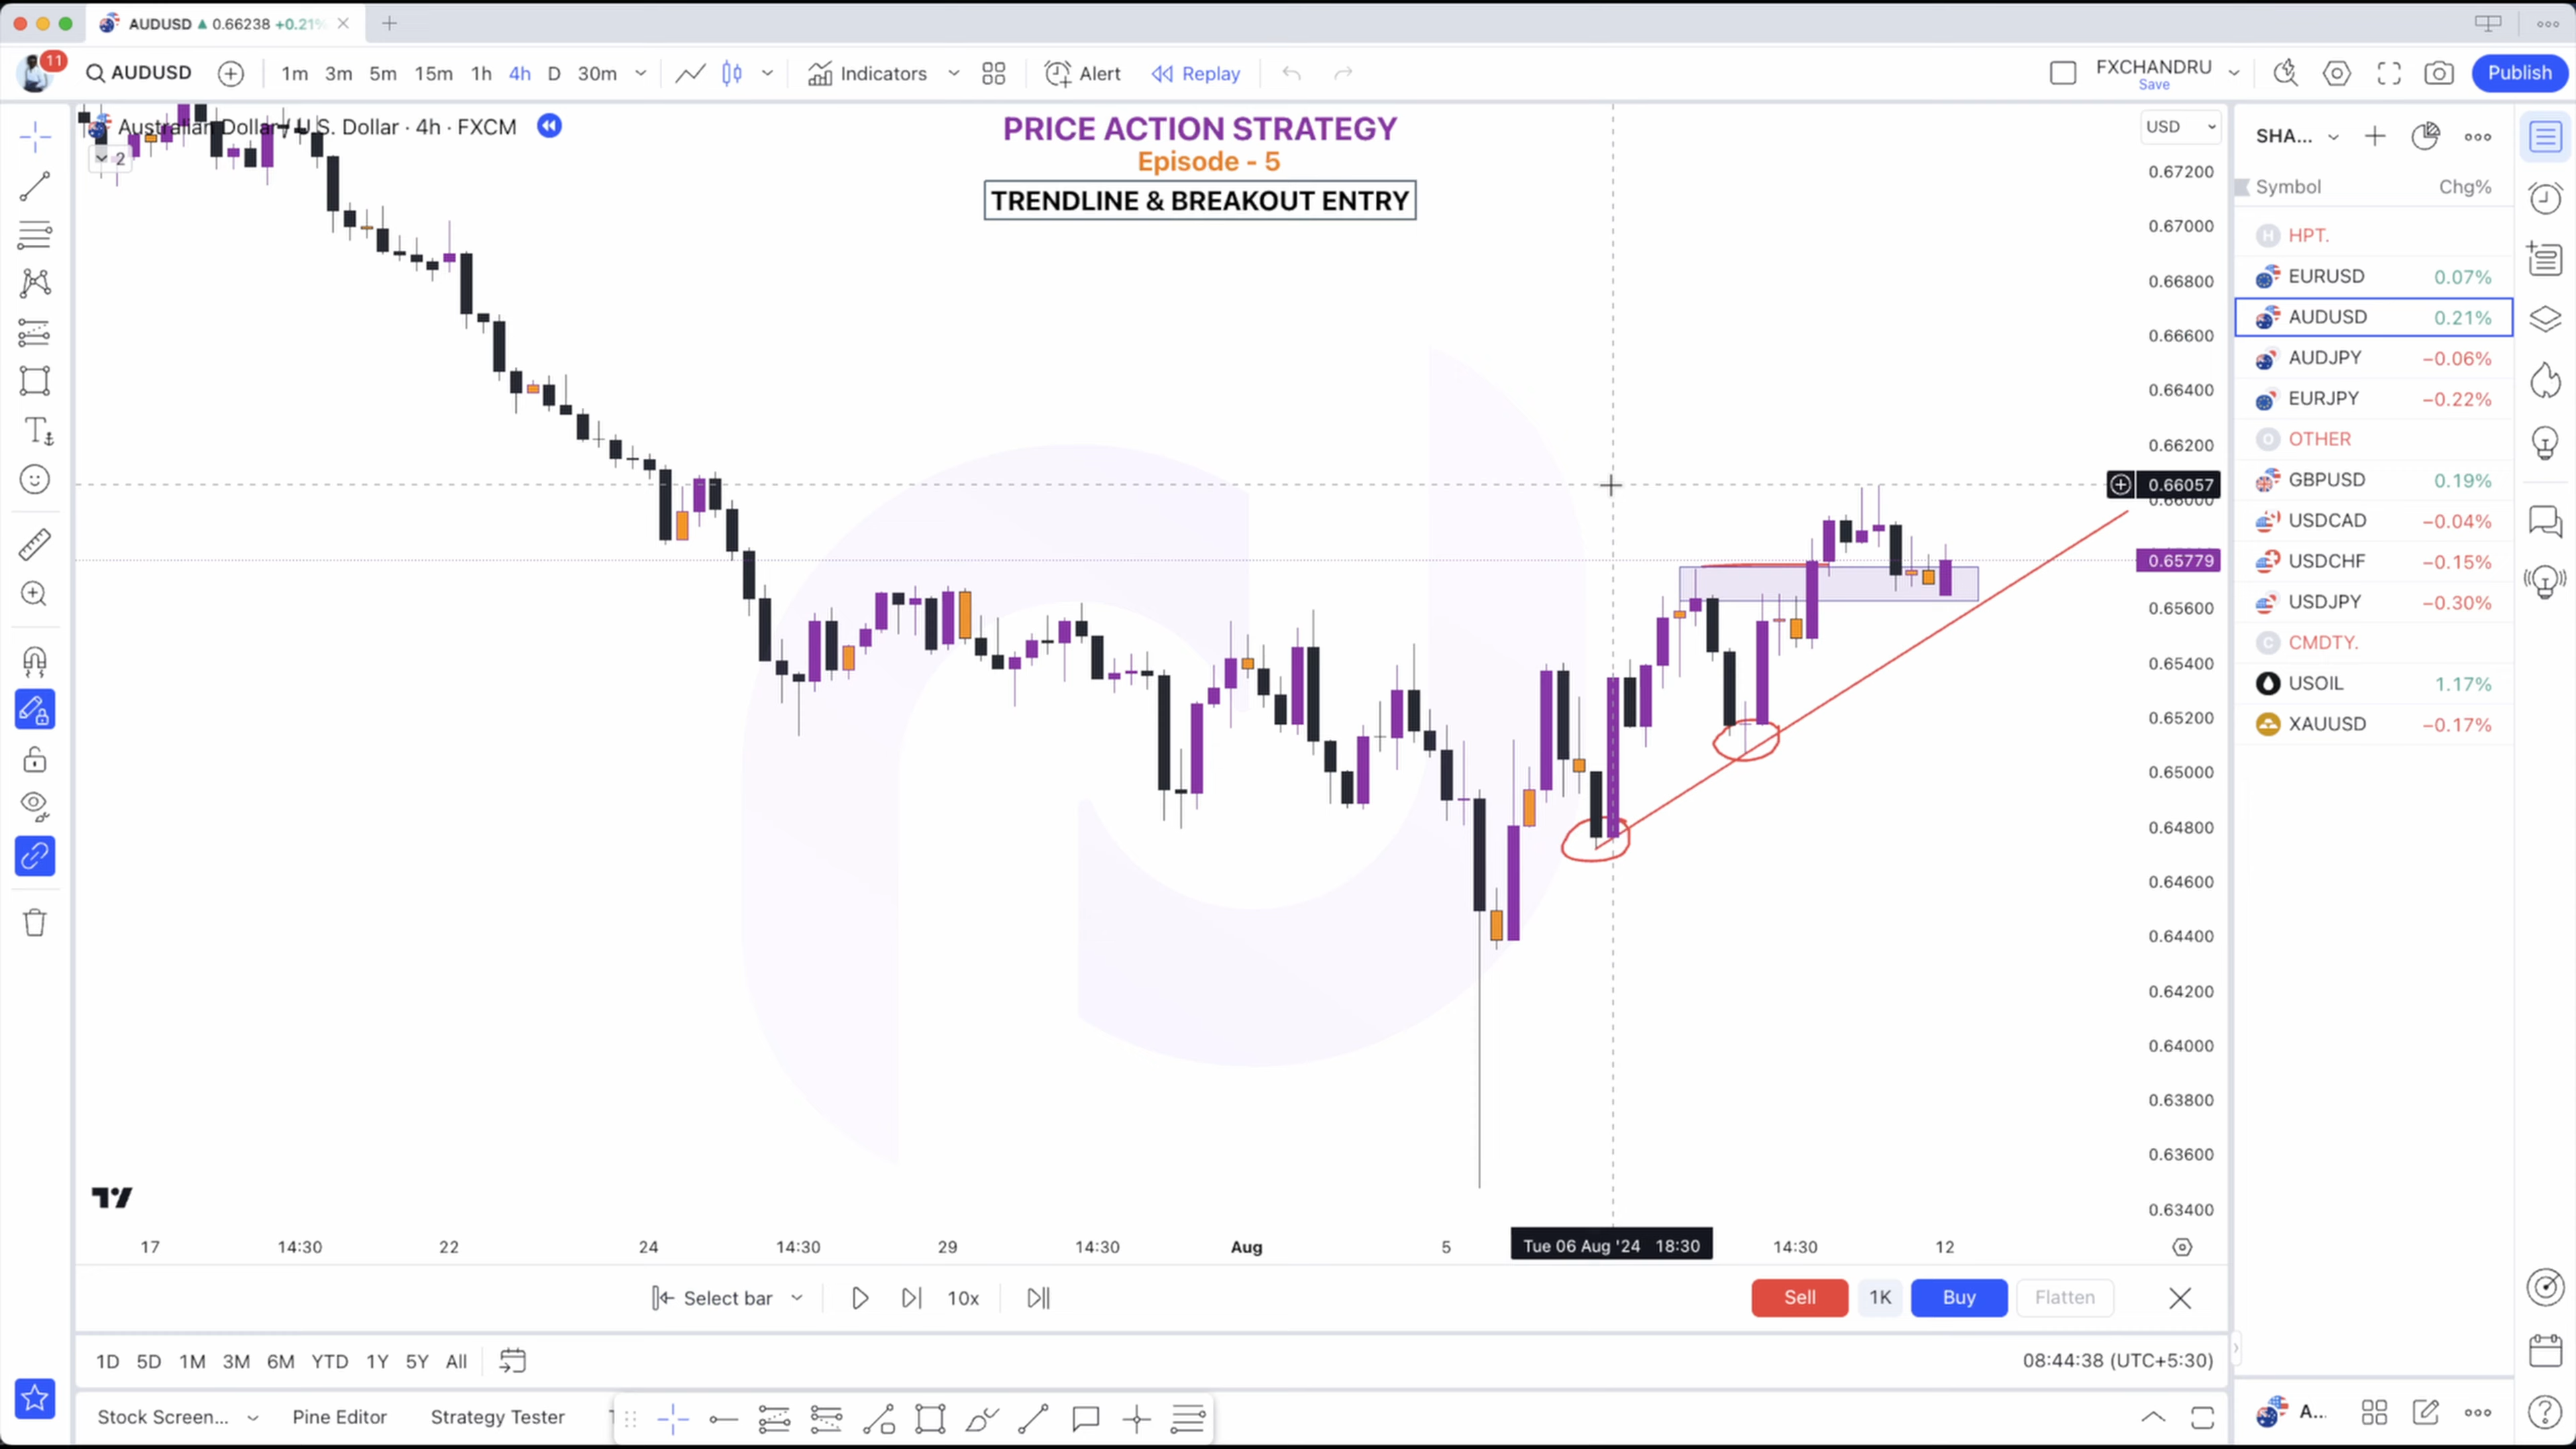 AUDUSD ▲ 0.66238 +0.21%
11
AUDUSD
1m 3m 5m 15m 1h 4h D 30m
Indicators
Alert
Replay
FXCHANDRU
Save
Publish
Australian Dollar / U.S. Dollar · 4h · FXCM
2
PRICE ACTION STRATEGY
Episode - 5
TRENDLINE & BREAKOUT ENTRY
USD
0.67200
0.67000
0.66800
0.66600
0.66400
0.66200
0.66057
0.66000
0.65779
0.65600
0.65400
0.65200
0.65000
0.64800
0.64600
0.64400
0.64200
0.64000
0.63800
0.63600
0.63400
17 14:30 22 24 14:30 29 14:30 Aug 5 Tue 06 Aug '24 18:30 14:30 12
SHA...
Symbol Chg%
H HPT.
EURUSD 0.07%
AUDUSD 0.21%
AUDJPY −0.06%
EURJPY −0.22%
O OTHER
GBPUSD 0.19%
USDCAD −0.04%
USDCHF −0.15%
USDJPY −0.30%
C CMDTY.
USOIL 1.17%
XAUUSD −0.17%
Select bar
10x
Sell 1K Buy Flatten
1D 5D 1M 3M 6M YTD 1Y 5Y All
08:44:38 (UTC+5:30)
Stock Screen... Pine Editor Strategy Tester
A...